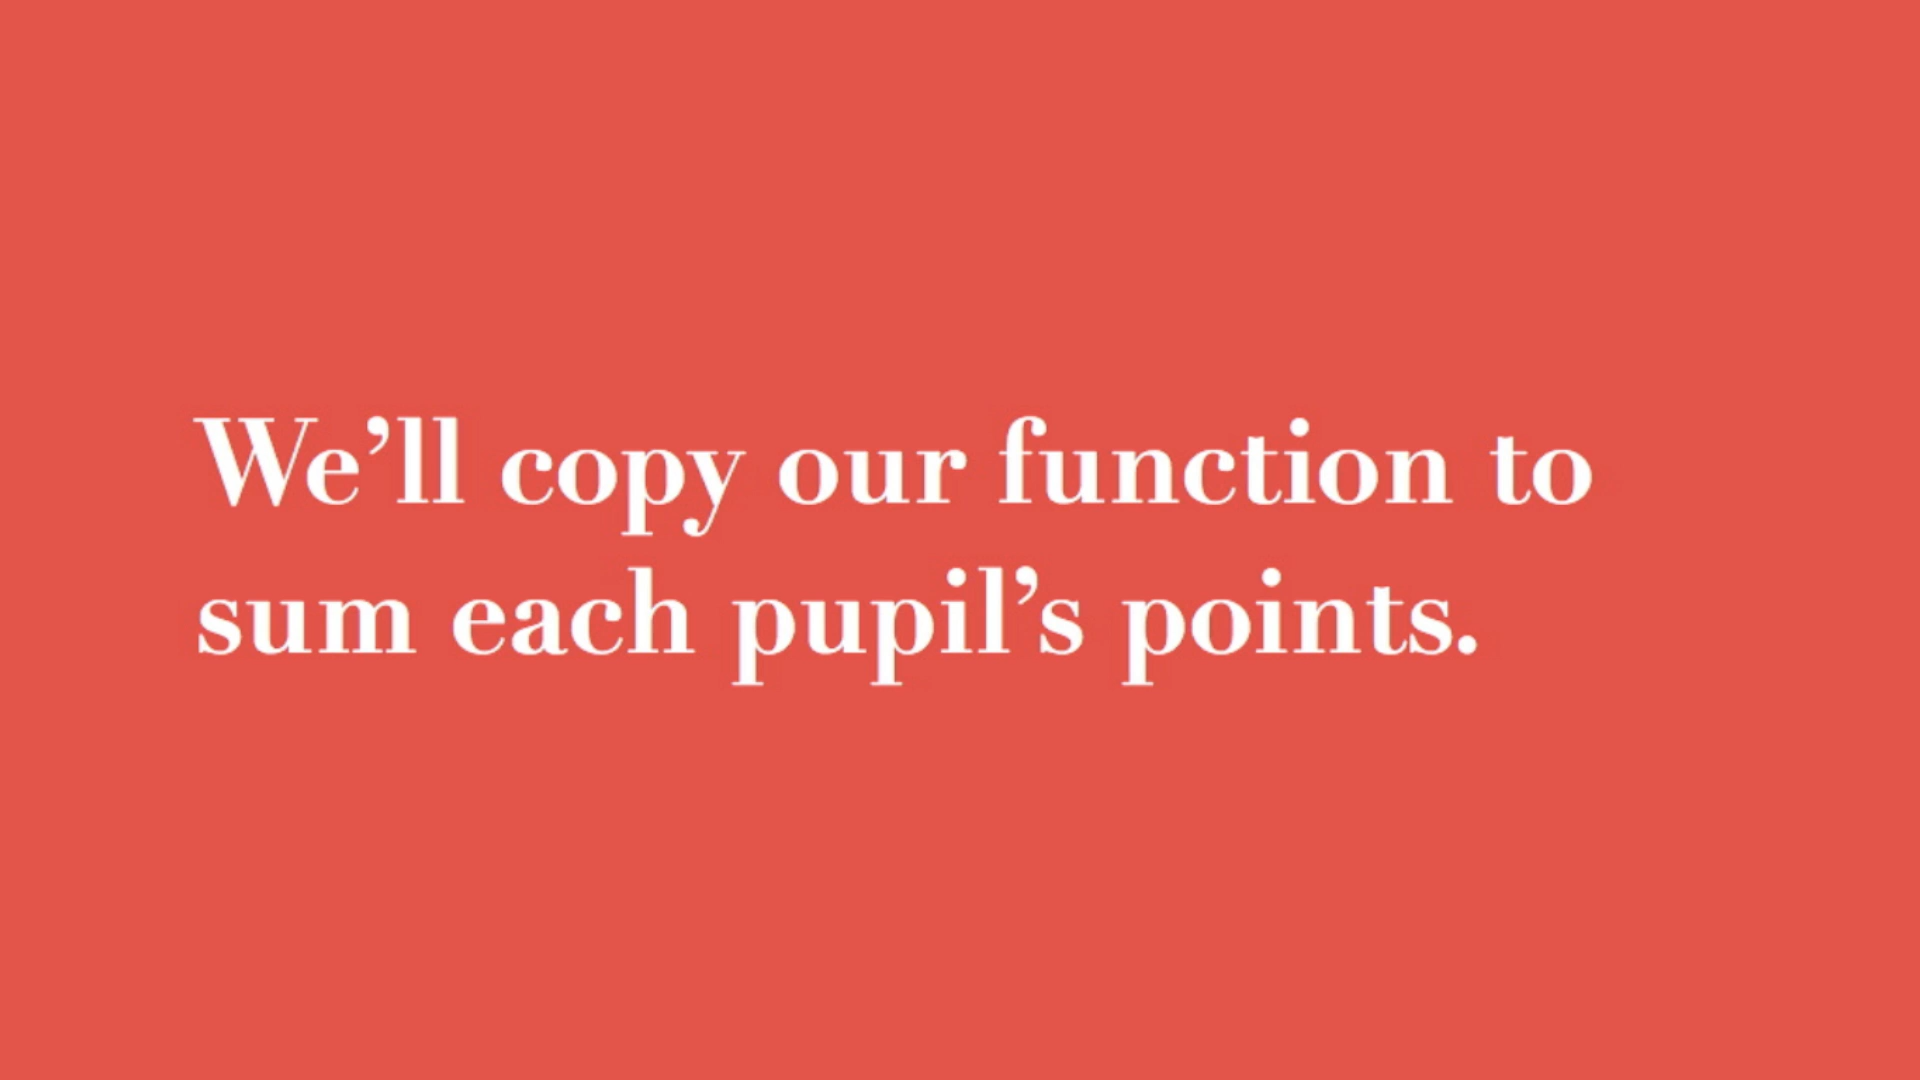 We’ll copy our function to
sum each pupil’s points.